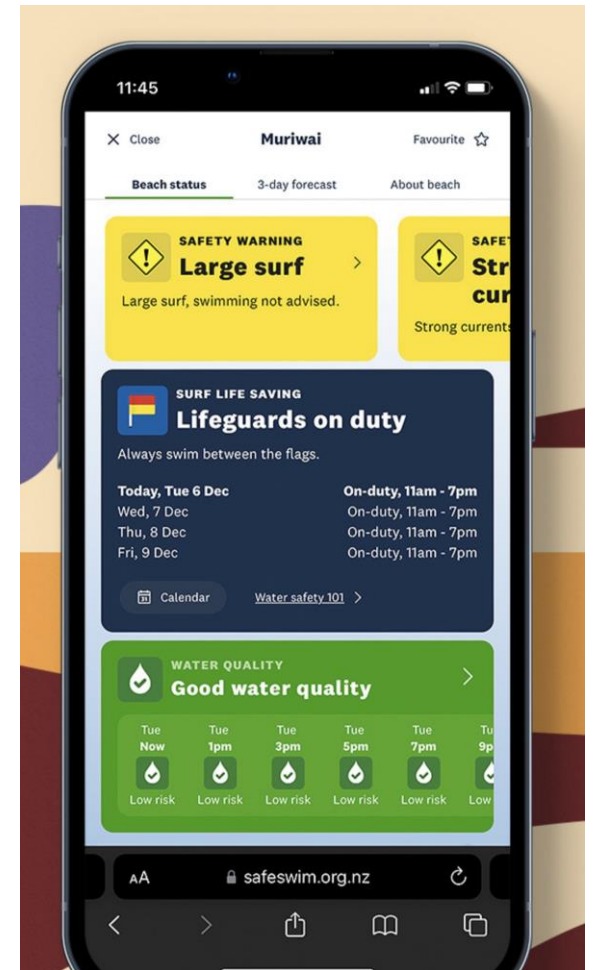 11:45
Close
Muriwai
Favourite
Beach status
3-day forecast
About beach
SAFETY WARNING
Large surf
Large surf, swimming not advised.
Strong
SURF LIFE SAVING
Lifeguards on duty
Always swim between the flags.
Today, Tue 6 Dec On-duty, 11am - 7pm
Wed, 7 Dec On-duty, 11am - 7pm
Thu, 8 Dec On-duty, 11am - 7pm
Fri, 9 Dec On-duty, 11am - 7pm
Calendar
Water safety 101
WATER QUALITY
Good water quality
Tue Tue Tue Tue Tue
Now 1pm 3pm 5pm 7pm
Low risk Low risk Low risk Low risk Low risk Low
AA
safeswim.org.nz